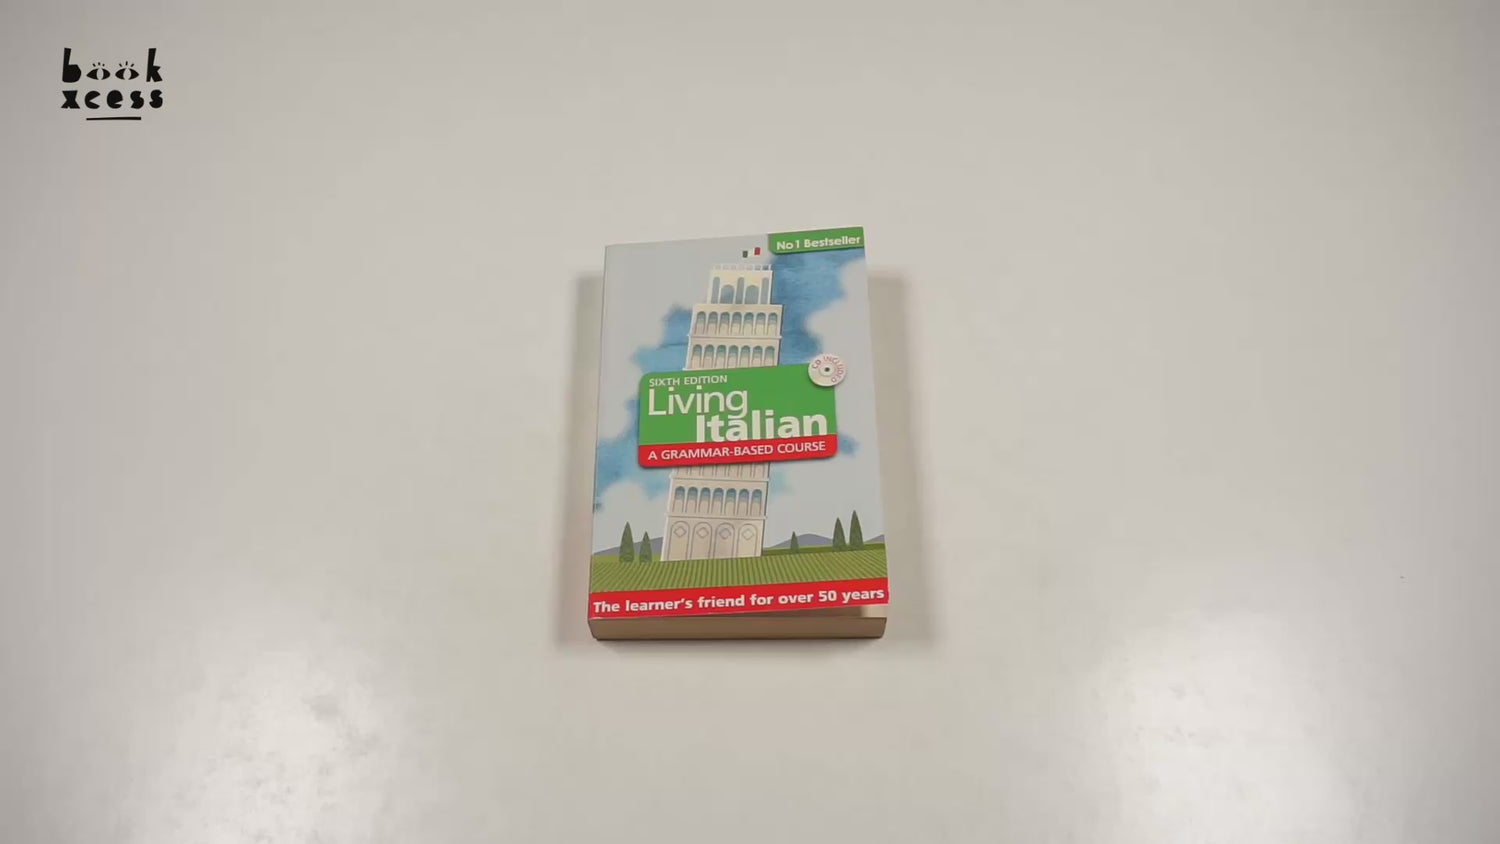 book
xcess
No1 Bestseller
CD INCLUDED
SIXTH EDITION
Living
Italian
A GRAMMAR-BASED COURSE
The learner's friend for over 50 years